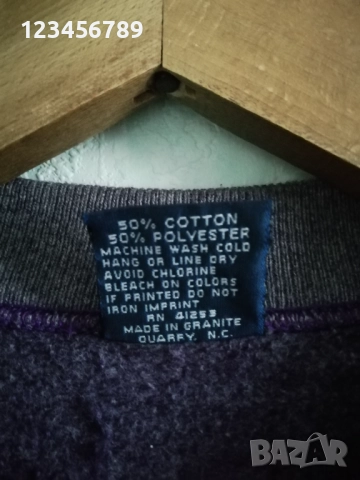 123456789
50% COTTON
50% POLYESTER
MACHINE WASH COLD
HANG OR LINE DRY
AVOID CHLORINE
BLEACH ON COLORS
IF PRINTED DO NOT
IRON IMPRINT
RN 41253
MADE IN GRANITE
QUARRY, N.C.
BAZAR